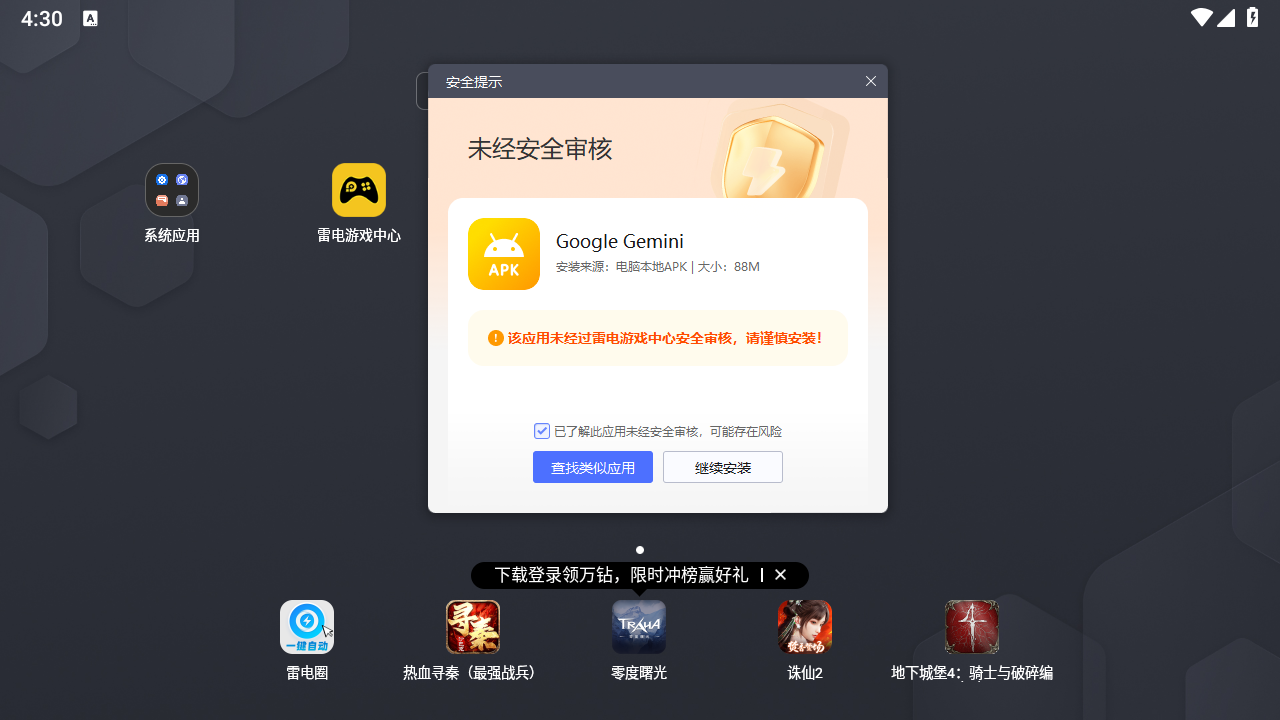 4:30
A
安全提示
未经安全审核
APK
Google Gemini
安装来源：电脑本地APK | 大小：88M
该应用未经过雷电游戏中心安全审核，请谨慎安装！
已了解此应用未经安全审核，可能存在风险
查找类似应用
继续安装
系统应用
雷电游戏中心
下载登录领万钻，限时冲榜赢好礼
一键自动
寻秦
TRAHA
零度曙光
雷电圈
热血寻秦（最强战兵）
零度曙光
诛仙2
地下城堡4：骑士与破碎编